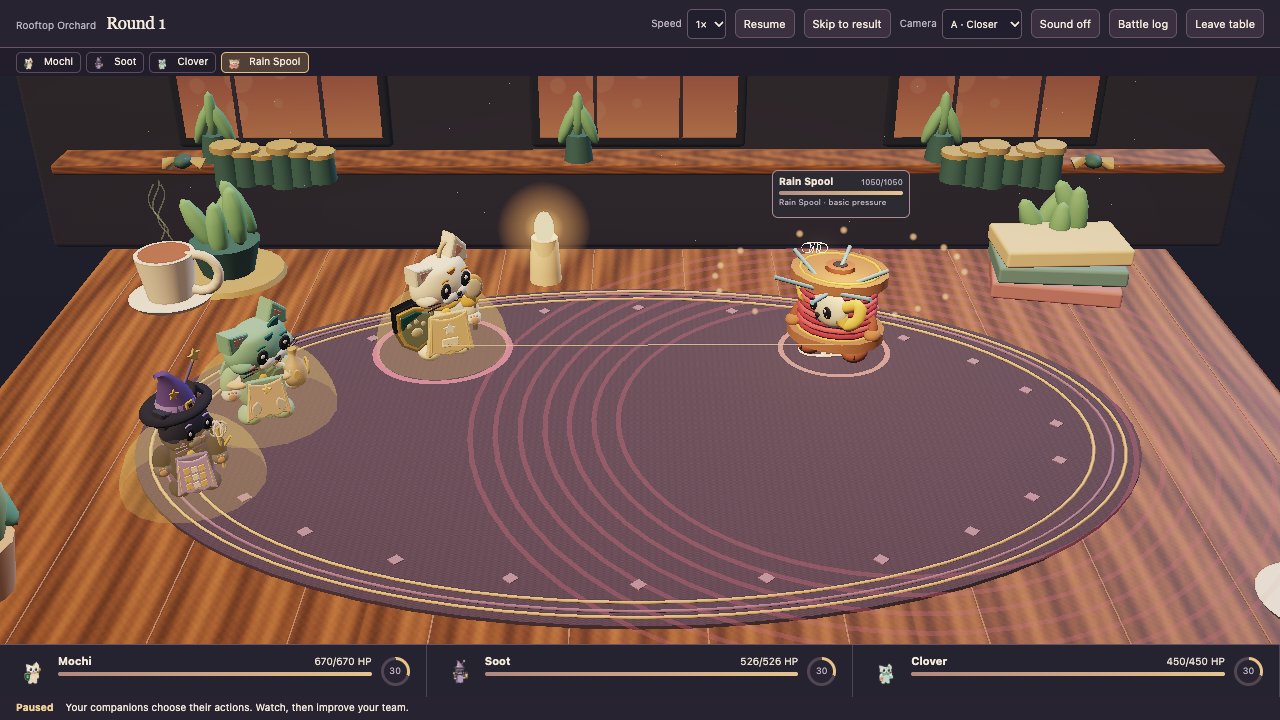 Rooftop Orchard Round 1
Speed 1x Resume Skip to result Camera A · Closer Sound off Battle log Leave table
Mochi Soot Clover Rain Spool
Rain Spool 1050/1050
Rain Spool · basic pressure
Mochi 670/670 HP 30
Soot 526/526 HP 30
Clover 450/450 HP 30
Paused Your companions choose their actions. Watch, then improve your team.